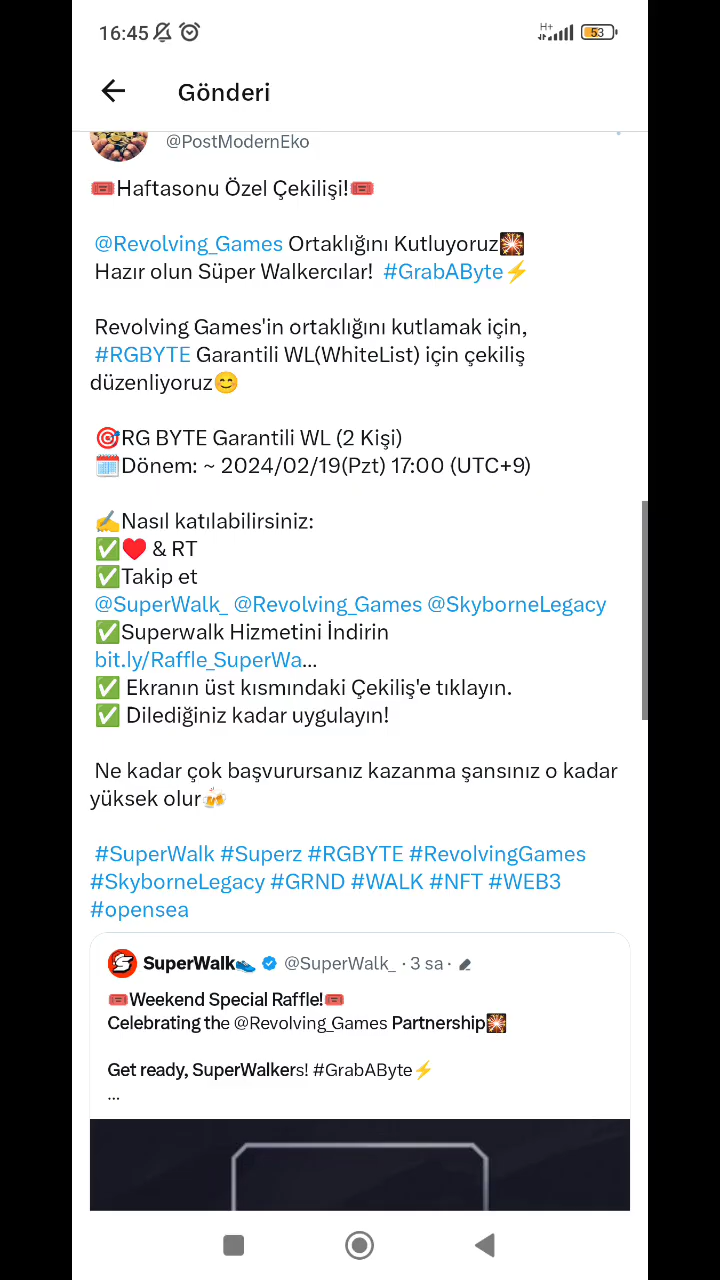 16:45
H+
53
Gönderi
@PostModernEko
🎟️Haftasonu Özel Çekilişi!🎟️
@Revolving_Games Ortaklığını Kutluyoruz🎇
Hazır olun Süper Walkercılar! #GrabAByte⚡
Revolving Games'in ortaklığını kutlamak için,
#RGBYTE Garantili WL(WhiteList) için çekiliş
düzenliyoruz😊
🎯RG BYTE Garantili WL (2 Kişi)
🗓️Dönem: ~ 2024/02/19(Pzt) 17:00 (UTC+9)
✍️Nasıl katılabilirsiniz:
✅❤️ & RT
✅Takip et
@SuperWalk_ @Revolving_Games @SkyborneLegacy
✅Superwalk Hizmetini İndirin
bit.ly/Raffle_SuperWa...
✅ Ekranın üst kısmındaki Çekiliş'e tıklayın.
✅ Dilediğiniz kadar uygulayın!
Ne kadar çok başvurursanız kazanma şansınız o kadar
yüksek olur🍻
#SuperWalk #Superz #RGBYTE #RevolvingGames
#SkyborneLegacy #GRND #WALK #NFT #WEB3
#opensea
SuperWalk👟 @SuperWalk_ · 3 sa ·
🎟️Weekend Special Raffle!🎟️
Celebrating the @Revolving_Games Partnership🎇
Get ready, SuperWalkers! #GrabAByte⚡
...